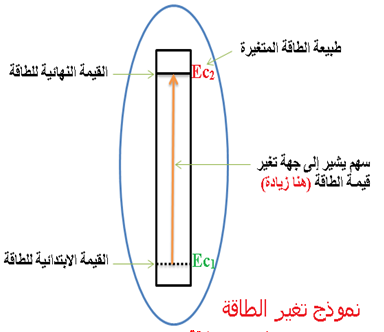 طبيعة الطاقة المتغيرة
Ec2
القيمة النهائية للطاقة
سهم يشير إلى جهة تغير
قيمة الطاقة (هنا زيادة)
Ec1
القيمة الابتدائية للطاقة
نموذج تغير الطاقة